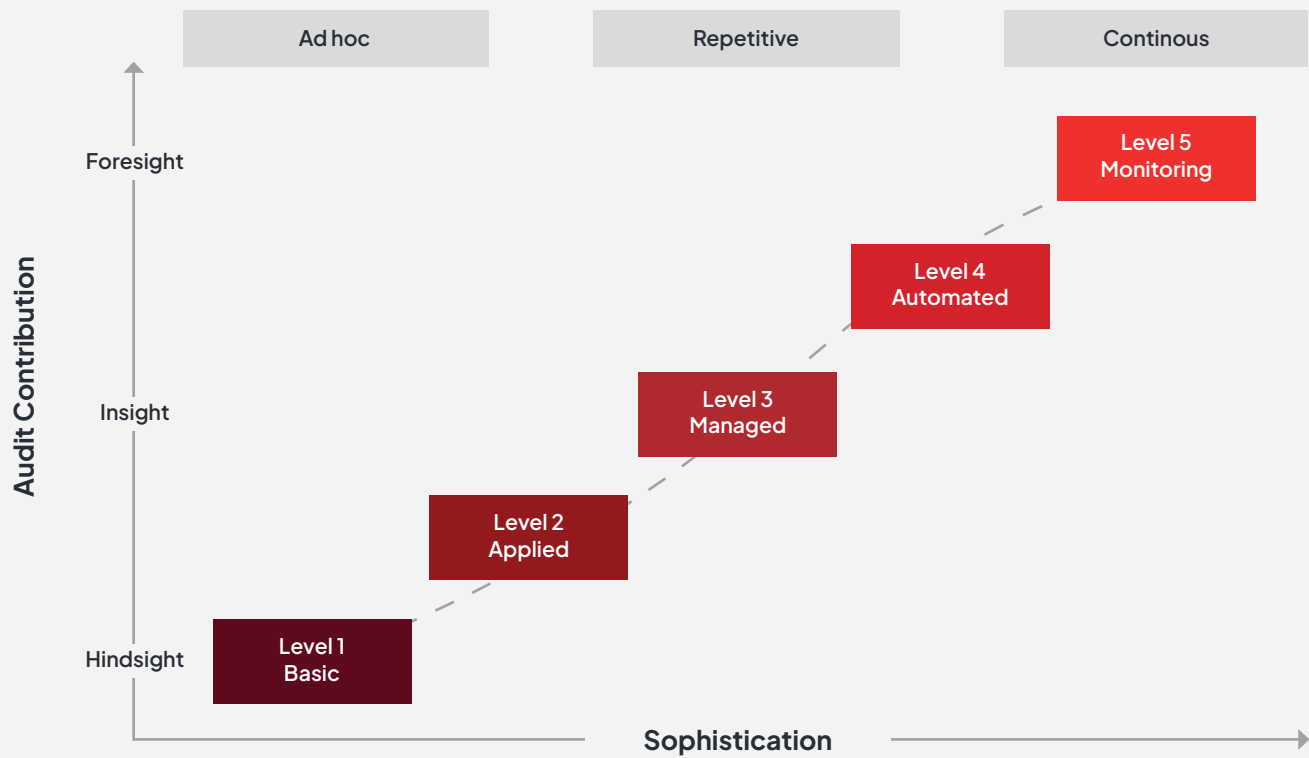 Ad hoc
Repetitive
Continous
Foresight
Level 5
Monitoring
Level 4
Automated
Audit Contribution
Insight
Level 3
Managed
Level 2
Applied
Hindsight
Level 1
Basic
Sophistication